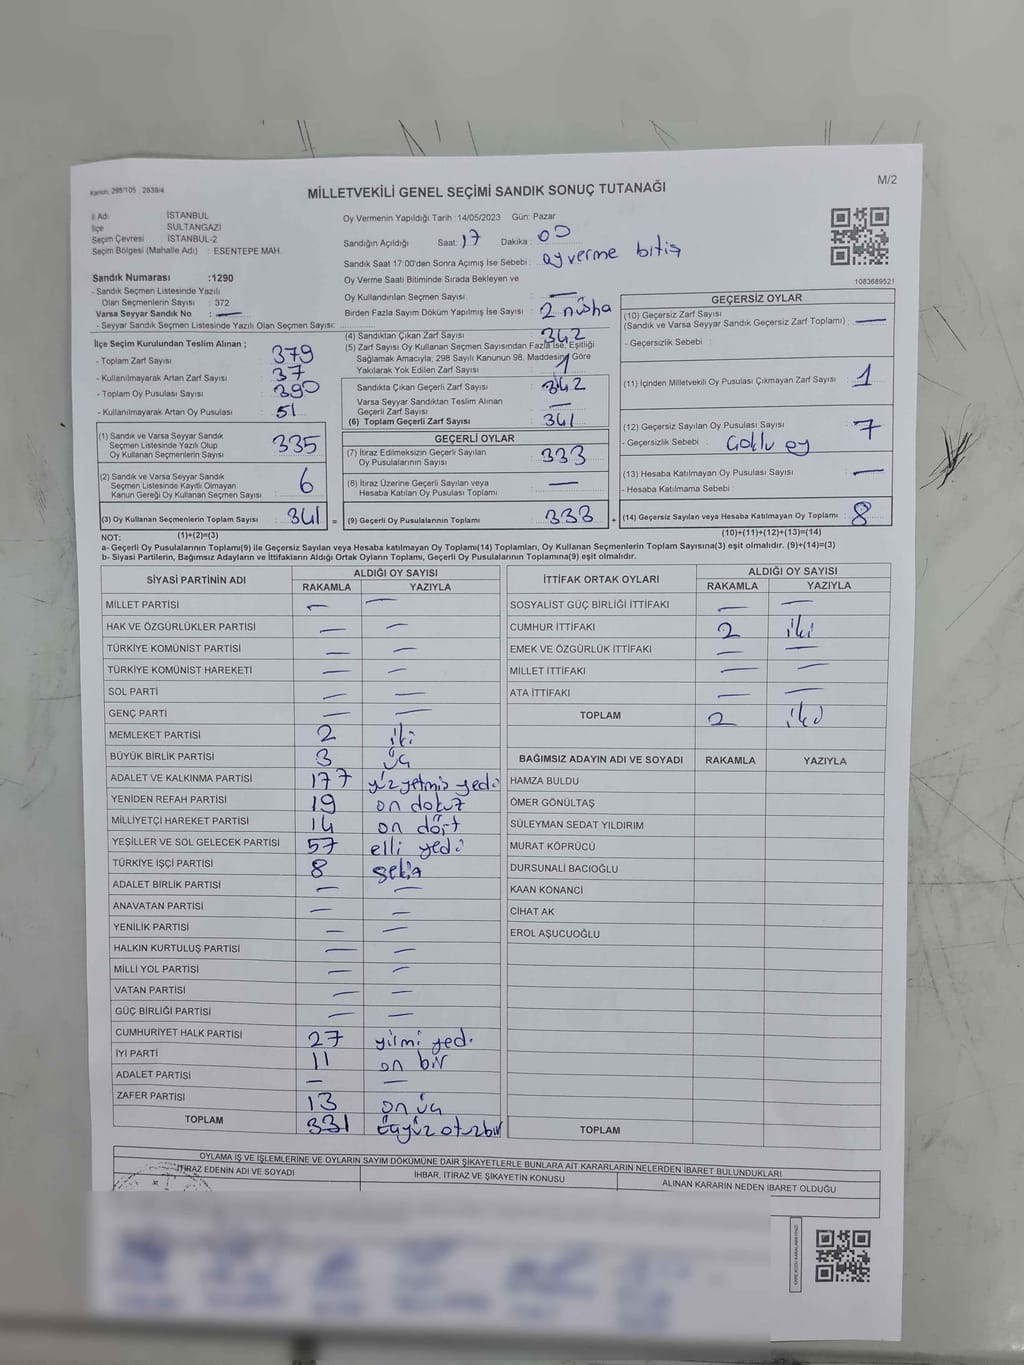 Kanun: 298/105 , 2839/4
MİLLETVEKİLİ GENEL SEÇİMİ SANDIK SONUÇ TUTANAĞI
M/2
İl Adı : İSTANBUL
İlçe : SULTANGAZİ
Seçim Çevresi : İSTANBUL-2
Seçim Bölgesi (Mahalle Adı) : ESENTEPE MAH.
Sandık Numarası :1290
- Sandık Seçmen Listesinde Yazılı
Olan Seçmenlerin Sayısı : 372
Varsa Seyyar Sandık No : —
- Seyyar Sandık Seçmen Listesinde Yazılı Olan Seçmen Sayısı:
Oy Vermenin Yapıldığı Tarih :14/05/2023 Gün: Pazar
Sandığın Açıldığı Saat: 17 Dakika : 00
Sandık Saat 17:00'den Sonra Açılmış İse Sebebi : oy verme bitiş
Oy Verme Saati Bitiminde Sırada Bekleyen ve
Oy Kullandırılan Seçmen Sayısı : —
Birden Fazla Sayım Döküm Yapılmış İse Sayısı : 2 nüsha
1083689521
İlçe Seçim Kurulundan Teslim Alınan ;
- Toplam Zarf Sayısı : 379
- Kullanılmayarak Artan Zarf Sayısı : 37
- Toplam Oy Pusulası Sayısı : 390
- Kullanılmayarak Artan Oy Pusulası : 51
(1) Sandık ve Varsa Seyyar Sandık
Seçmen Listesinde Yazılı Olup
Oy Kullanan Seçmenlerin Sayısı : 335
(2) Sandık ve Varsa Seyyar Sandık
Seçmen Listesinde Kayıtlı Olmayan
Kanun Gereği Oy Kullanan Seçmen Sayısı : 6
(3) Oy Kullanan Seçmenlerin Toplam Sayısı : 341
(4) Sandıktan Çıkan Zarf Sayısı : 342
(5) Zarf Sayısı Oy Kullanan Seçmen Sayısından Fazla İse, Eşitliği
Sağlamak Amacıyla; 298 Sayılı Kanunun 98. Maddesine Göre
Yakılarak Yok Edilen Zarf Sayısı : 1
Sandıkta Çıkan Geçerli Zarf Sayısı : 342
Varsa Seyyar Sandıktan Teslim Alınan
Geçerli Zarf Sayısı : —
(6) Toplam Geçerli Zarf Sayısı : 341
GEÇERLİ OYLAR
(7) İtiraz Edilmeksizin Geçerli Sayılan
Oy Pusulalarının Sayısı : 333
(8) İtiraz Üzerine Geçerli Sayılan veya
Hesaba Katılan Oy Pusulası Toplamı : —
= (9) Geçerli Oy Pusulalarının Toplamı : 333
GEÇERSİZ OYLAR
(10) Geçersiz Zarf Sayısı
(Sandık ve Varsa Seyyar Sandık Geçersiz Zarf Toplamı) : —
- Geçersizlik Sebebi :
(11) İçinden Milletvekili Oy Pusulası Çıkmayan Zarf Sayısı : 1
(12) Geçersiz Sayılan Oy Pusulası Sayısı : 7
- Geçersizlik Sebebi : Çoklu oy
(13) Hesaba Katılmayan Oy Pusulası Sayısı : —
- Hesaba Katılmama Sebebi :
+ (14) Geçersiz Sayılan veya Hesaba Katılmayan Oy Toplamı : 8
NOT: (1)+(2)=(3) (10)+(11)+(12)+(13)=(14)
a- Geçerli Oy Pusulalarının Toplamı(9) ile Geçersiz Sayılan veya Hesaba katılmayan Oy Toplamı(14) Toplamları, Oy Kullanan Seçmenlerin Toplam Sayısına(3) eşit olmalıdır. (9)+(14)=(3)
b- Siyasi Partilerin, Bağımsız Adayların ve İttifakların Aldığı Ortak Oyların Toplamı, Geçerli Oy Pusulalarının Toplamına(9) eşit olmalıdır.
SİYASİ PARTİNİN ADI ALDIĞI OY SAYISI
RAKAMLA YAZIYLA
MİLLET PARTİSİ — —
HAK VE ÖZGÜRLÜKLER PARTİSİ — —
TÜRKİYE KOMÜNİST PARTİSİ — —
TÜRKİYE KOMÜNİST HAREKETİ — —
SOL PARTİ — —
GENÇ PARTİ — —
MEMLEKET PARTİSİ 2 iki
BÜYÜK BİRLİK PARTİSİ 3 üç
ADALET VE KALKINMA PARTİSİ 177 yüz yetmiş yedi
YENİDEN REFAH PARTİSİ 19 on dokuz
MİLLİYETÇİ HAREKET PARTİSİ 14 on dört
YEŞİLLER VE SOL GELECEK PARTİSİ 57 elli yedi
TÜRKİYE İŞÇİ PARTİSİ 8 sekiz
ADALET BİRLİK PARTİSİ — —
ANAVATAN PARTİSİ — —
YENİLİK PARTİSİ — —
HALKIN KURTULUŞ PARTİSİ — —
MİLLİ YOL PARTİSİ — —
VATAN PARTİSİ — —
GÜÇ BİRLİĞİ PARTİSİ — —
CUMHURİYET HALK PARTİSİ 27 yilmi yedi
İYİ PARTİ 11 on bir
ADALET PARTİSİ — —
ZAFER PARTİSİ 13 on üç
TOPLAM 331 üçyüz otuzbir
İTTİFAK ORTAK OYLARI ALDIĞI OY SAYISI
RAKAMLA YAZIYLA
SOSYALİST GÜÇ BİRLİĞİ İTTİFAKI — —
CUMHUR İTTİFAKI 2 iki
EMEK VE ÖZGÜRLÜK İTTİFAKI — —
MİLLET İTTİFAKI — —
ATA İTTİFAKI — —
TOPLAM 2 iki
BAĞIMSIZ ADAYIN ADI VE SOYADI RAKAMLA YAZIYLA
HAMZA BULDU
ÖMER GÖNÜLTAŞ
SÜLEYMAN SEDAT YILDIRIM
MURAT KÖPRÜCÜ
DURSUNALİ BACIOĞLU
KAAN KONANCİ
CİHAT AK
EROL AŞUCUOĞLU
TOPLAM
OYLAMA İŞ VE İŞLEMLERİNE VE OYLARIN SAYIM DÖKÜMÜNE DAİR ŞİKAYETLERLE BUNLARA AİT KARARLARIN NELERDEN İBARET BULUNDUKLARI
İTİRAZ EDENİN ADI VE SOYADI İHBAR, İTİRAZ VE ŞİKAYETİN KONUSU ALINAN KARARIN NEDEN İBARET OLDUĞU